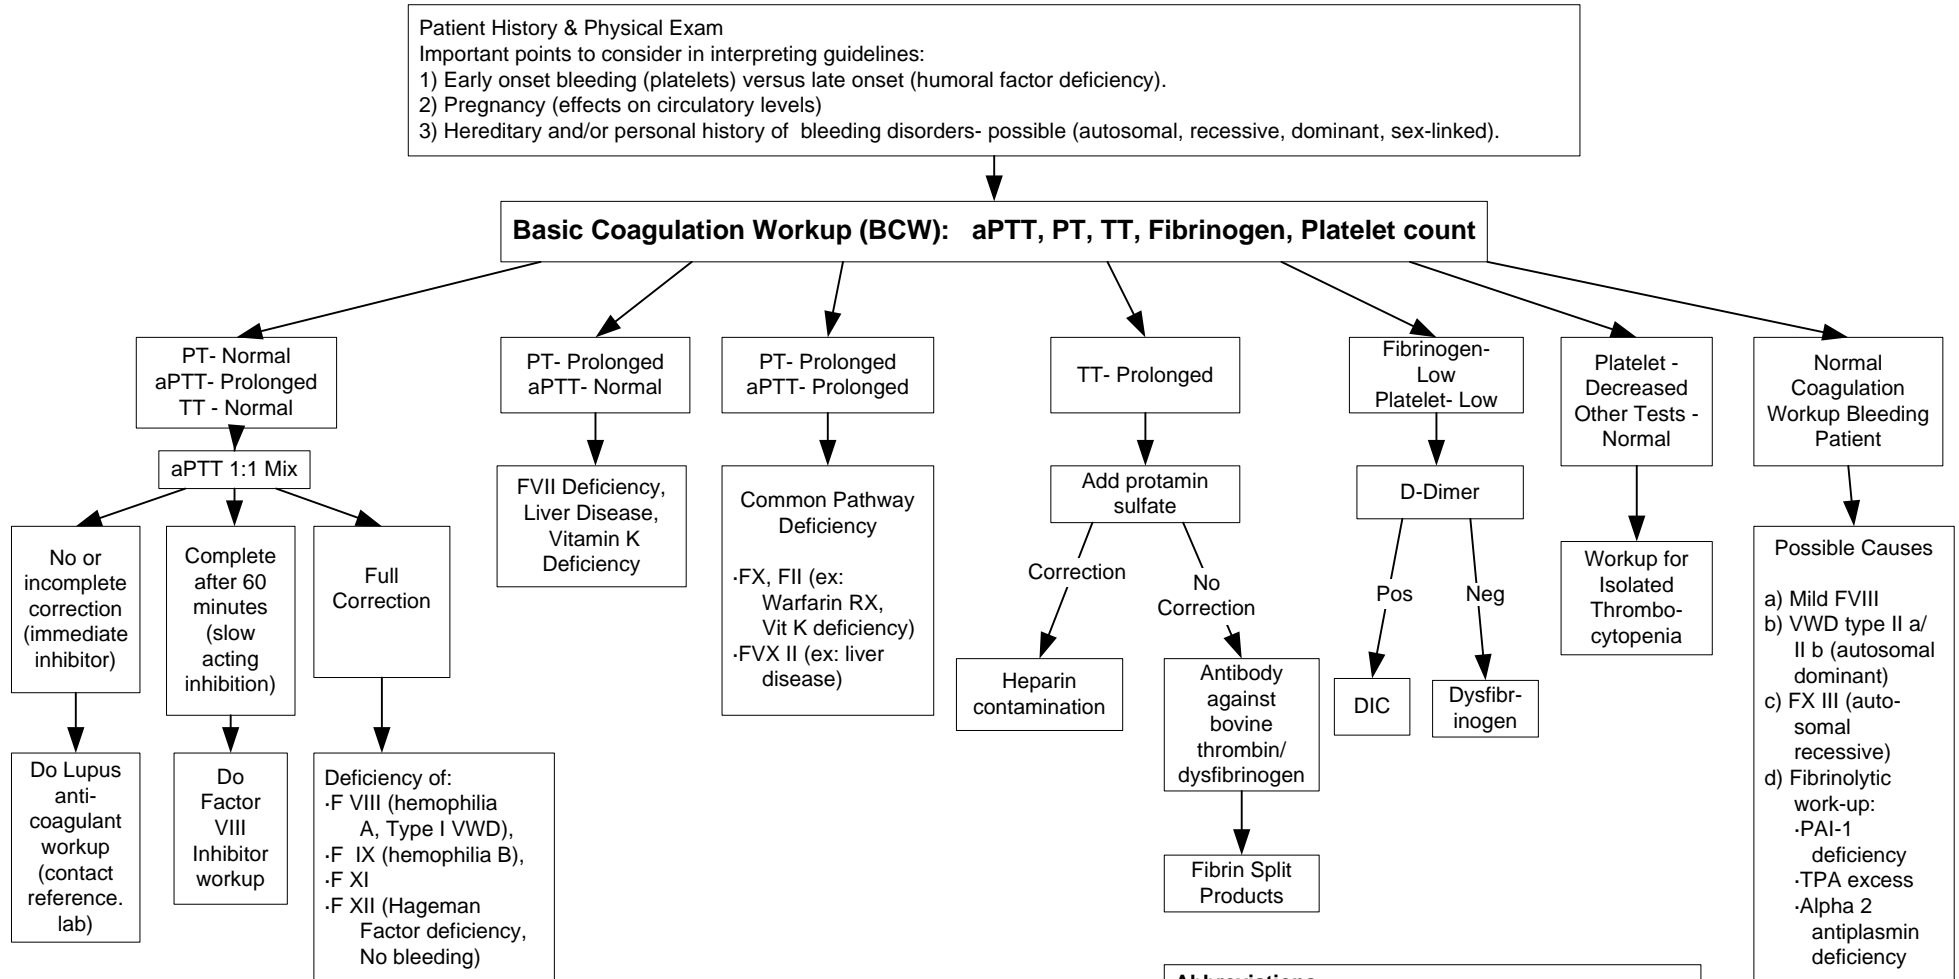 Patient History & Physical Exam
Important points to consider in interpreting guidelines:
1) Early onset bleeding (platelets) versus late onset (humoral factor deficiency).
2) Pregnancy (effects on circulatory levels)
3) Hereditary and/or personal history of bleeding disorders- possible (autosomal, recessive, dominant, sex-linked).
Basic Coagulation Workup (BCW): aPTT, PT, TT, Fibrinogen, Platelet count
PT- Normal
aPTT- Prolonged
TT - Normal
PT- Prolonged
aPTT- Normal
PT- Prolonged
aPTT- Prolonged
TT- Prolonged
Fibrinogen-
Low
Platelet- Low
Platelet -
Decreased
Other Tests -
Normal
Normal
Coagulation
Workup Bleeding
Patient
aPTT 1:1 Mix
No or
incomplete
correction
(immediate
inhibitor)
Complete
after 60
minutes
(slow
acting
inhibition)
Full
Correction
FVII Deficiency,
Liver Disease,
Vitamin K
Deficiency
Common Pathway
Deficiency
·FX, FII (ex:
Warfarin RX,
Vit K deficiency)
·FVX II (ex: liver
disease)
Add protamin
sulfate
Correction
No
Correction
Heparin
contamination
Antibody
against
bovine
thrombin/
dysfibrinogen
Fibrin Split
Products
D-Dimer
Pos
Neg
DIC
Dysfibr-
inogen
Workup for
Isolated
Thrombo-
cytopenia
Possible Causes
a) Mild FVIII
b) VWD type II a/
II b (autosomal
dominant)
c) FX III (auto-
somal
recessive)
d) Fibrinolytic
work-up:
·PAI-1
deficiency
·TPA excess
·Alpha 2
antiplasmin
deficiency
Do Lupus
anti-
coagulant
workup
(contact
reference.
lab)
Do
Factor
VIII
Inhibitor
workup
Deficiency of:
·F VIII (hemophilia
A, Type I VWD),
·F IX (hemophilia B),
·F XI
·F XII (Hageman
Factor deficiency,
No bleeding)
Abbreviations